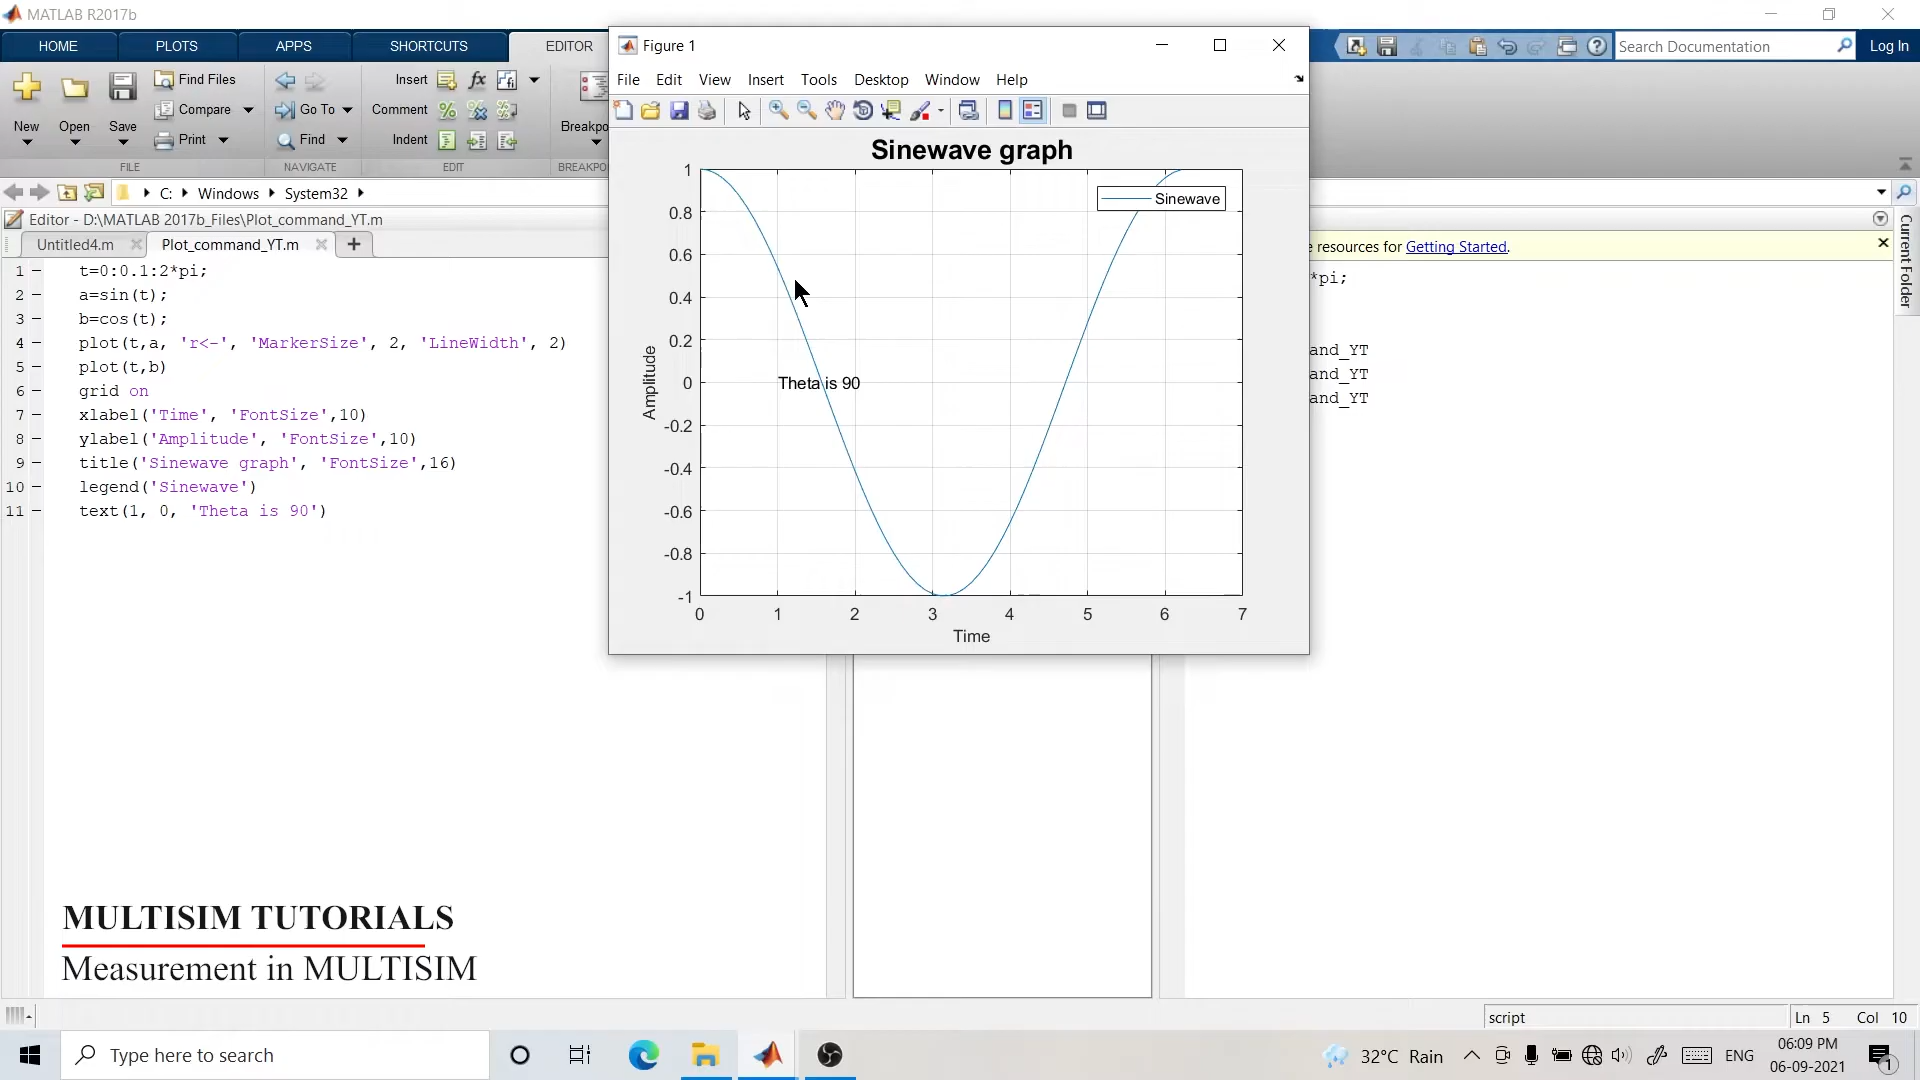 MATLAB R2017b
HOME PLOTS APPS SHORTCUTS EDITOR
Search Documentation Log In
New Open Save
Find Files
Compare
Print
FILE
Go To
Find
NAVIGATE
Insert fx
Comment
Indent
EDIT
Breakpo
BREAKPO
C: Windows System32
Editor - D:\MATLAB 2017b_Files\Plot_command_YT.m
Untitled4.m Plot_command_YT.m
1 t=0:0.1:2*pi;
2 a=sin(t);
3 b=cos(t);
4 plot(t,a, 'r<-', 'MarkerSize', 2, 'LineWidth', 2)
5 plot(t,b)
6 grid on
7 xlabel('Time', 'FontSize',10)
8 ylabel('Amplitude', 'FontSize',10)
9 title('Sinewave graph', 'FontSize',16)
10 legend('Sinewave')
11 text(1, 0, 'Theta is 90')
Figure 1
File Edit View Insert Tools Desktop Window Help
Sinewave graph
Sinewave
1
0.8
0.6
0.4
0.2
0
-0.2
-0.4
-0.6
-0.8
-1
Amplitude
Theta is 90
0 1 2 3 4 5 6 7
Time
e resources for Getting Started.
*pi;
and_YT
and_YT
and_YT
Current Folder
MULTISIM TUTORIALS
Measurement in MULTISIM
script Ln 5 Col 10
Type here to search
32°C Rain ENG
06:09 PM
06-09-2021
1